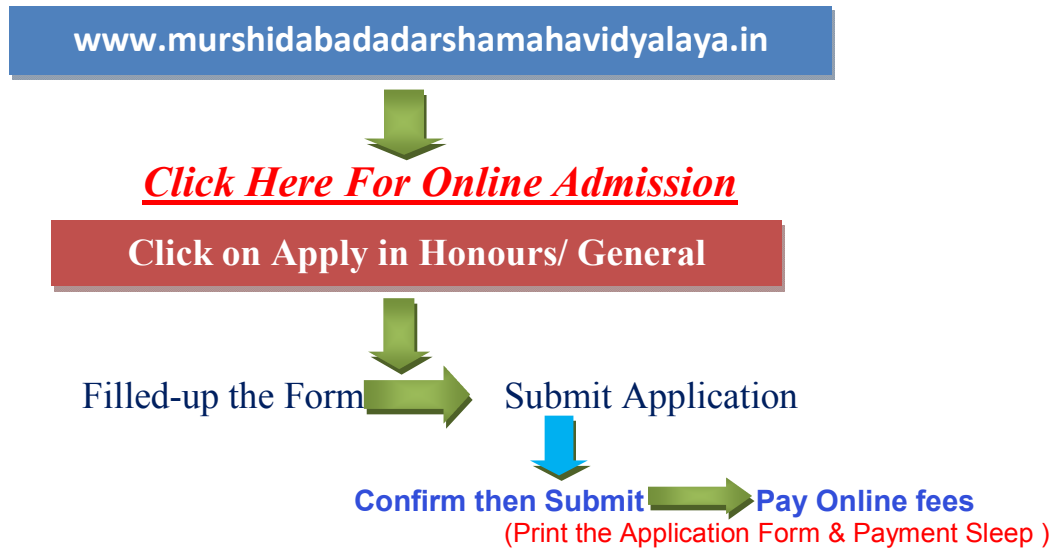 www.murshidabadadarshamahavidyalaya.in
Click Here For Online Admission
Click on Apply in Honours/ General
Filled-up the Form Submit Application
Confirm then Submit Pay Online fees
(Print the Application Form & Payment Sleep )